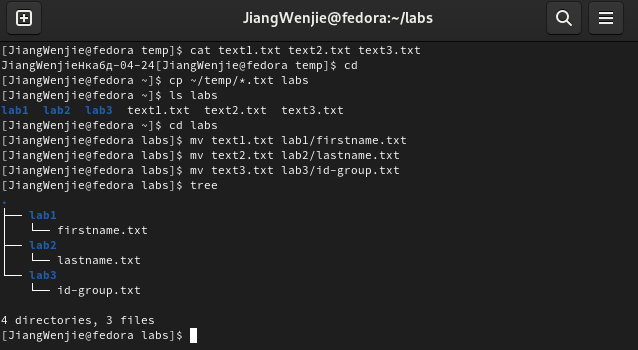 JiangWenjie@fedora:~/labs
[JiangWenjie@fedora temp]$ cat text1.txt text2.txt text3.txt
JiangWenjieНкабд-04-24[JiangWenjie@fedora temp]$ cd
[JiangWenjie@fedora ~]$ cp ~/temp/*.txt labs
[JiangWenjie@fedora ~]$ ls labs
lab1  lab2  lab3  text1.txt  text2.txt  text3.txt
[JiangWenjie@fedora ~]$ cd labs
[JiangWenjie@fedora labs]$ mv text1.txt lab1/firstname.txt
[JiangWenjie@fedora labs]$ mv text2.txt lab2/lastname.txt
[JiangWenjie@fedora labs]$ mv text3.txt lab3/id-group.txt
[JiangWenjie@fedora labs]$ tree
.
├── lab1
│   └── firstname.txt
├── lab2
│   └── lastname.txt
└── lab3
    └── id-group.txt
4 directories, 3 files
[JiangWenjie@fedora labs]$